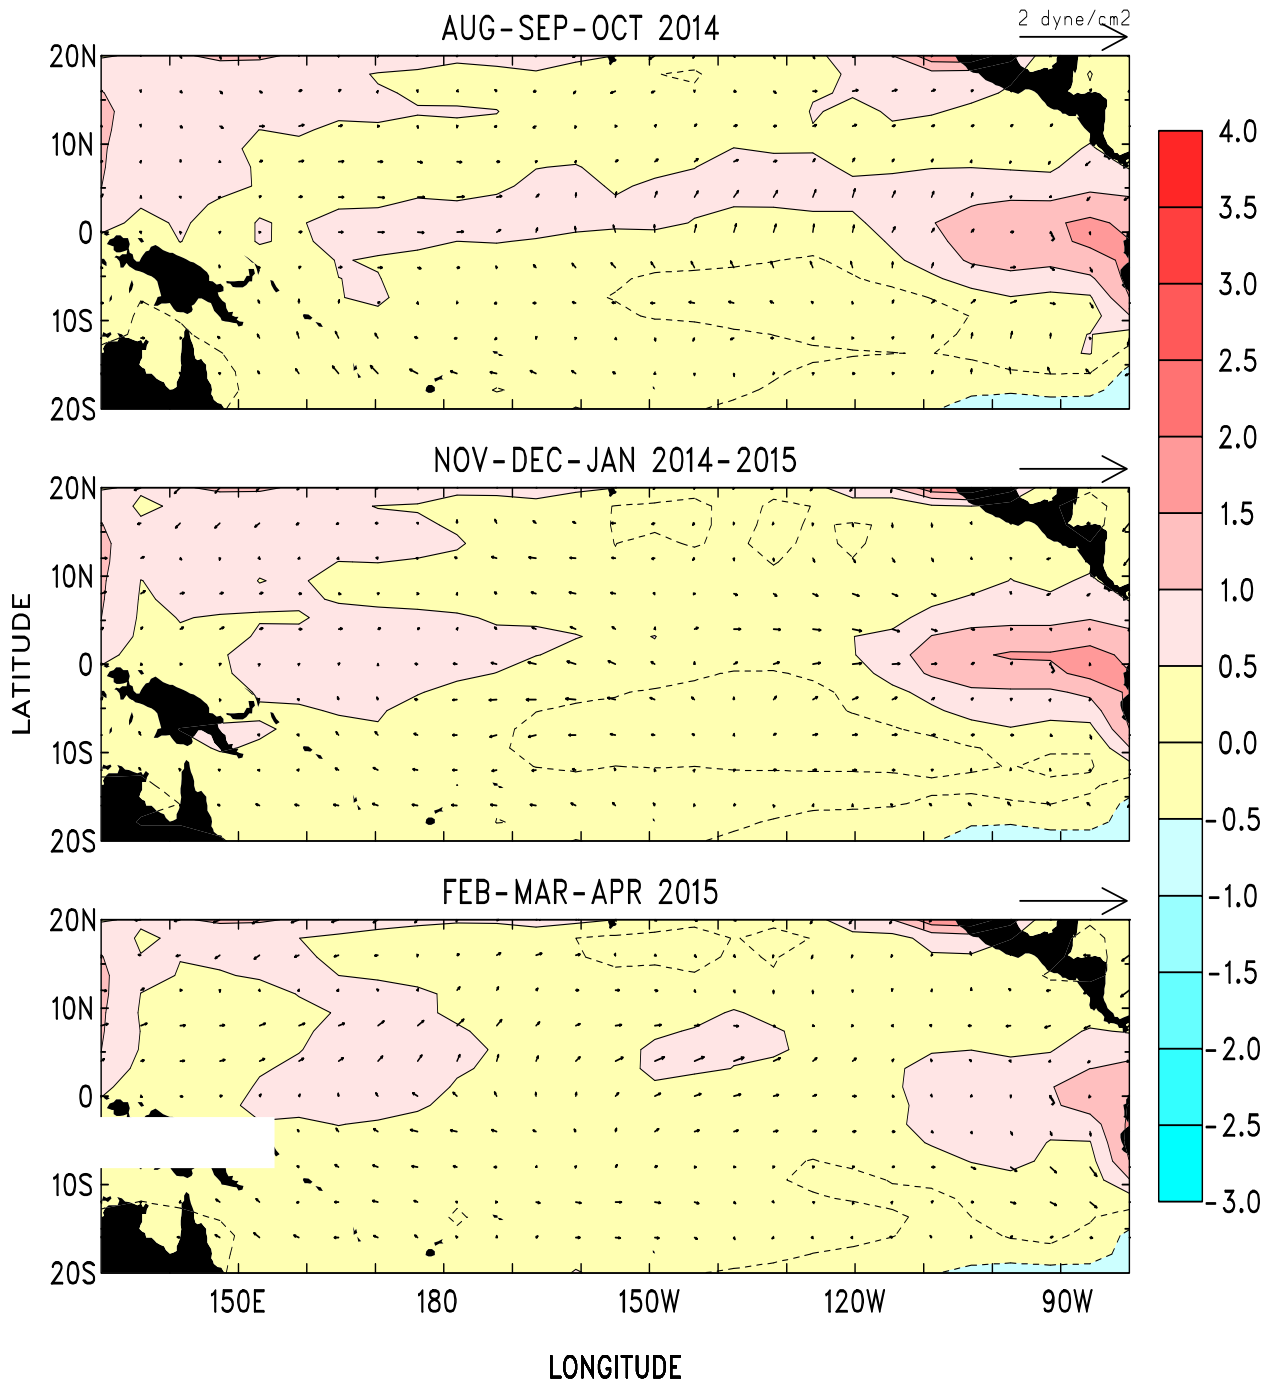 2 dyne/cm2
AUG-SEP-OCT 2014
20N
10N
0
10S
20S
NOV-DEC-JAN 2014-2015
20N
10N
0
10S
20S
FEB-MAR-APR 2015
20N
10N
0
10S
20S
150E 180 150W 120W 90W
LONGITUDE
LATITUDE
4.0
3.5
3.0
2.5
2.0
1.5
1.0
0.5
0.0
-0.5
-1.0
-1.5
-2.0
-2.5
-3.0